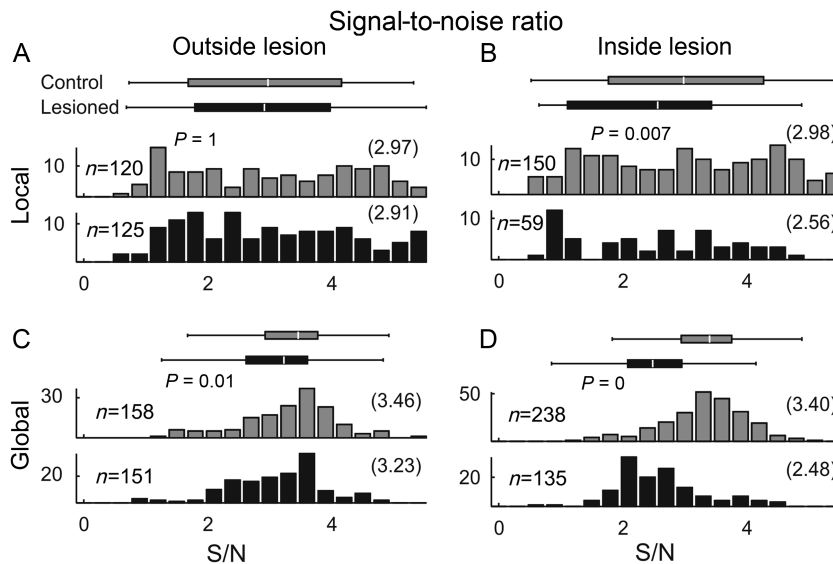 Signal-to-noise ratio
Outside lesion
Inside lesion
A
B
Control
Lesioned
P = 1
P = 0.007
Local
10
n=120
(2.97)
10
n=150
(2.98)
10
n=125
(2.91)
10
n=59
(2.56)
0 2 4
0 2 4
C
D
P = 0.01
P = 0
Global
30
n=158
(3.46)
50
n=238
(3.40)
20
n=151
(3.23)
20
n=135
(2.48)
0 2 4
0 2 4
S/N
S/N